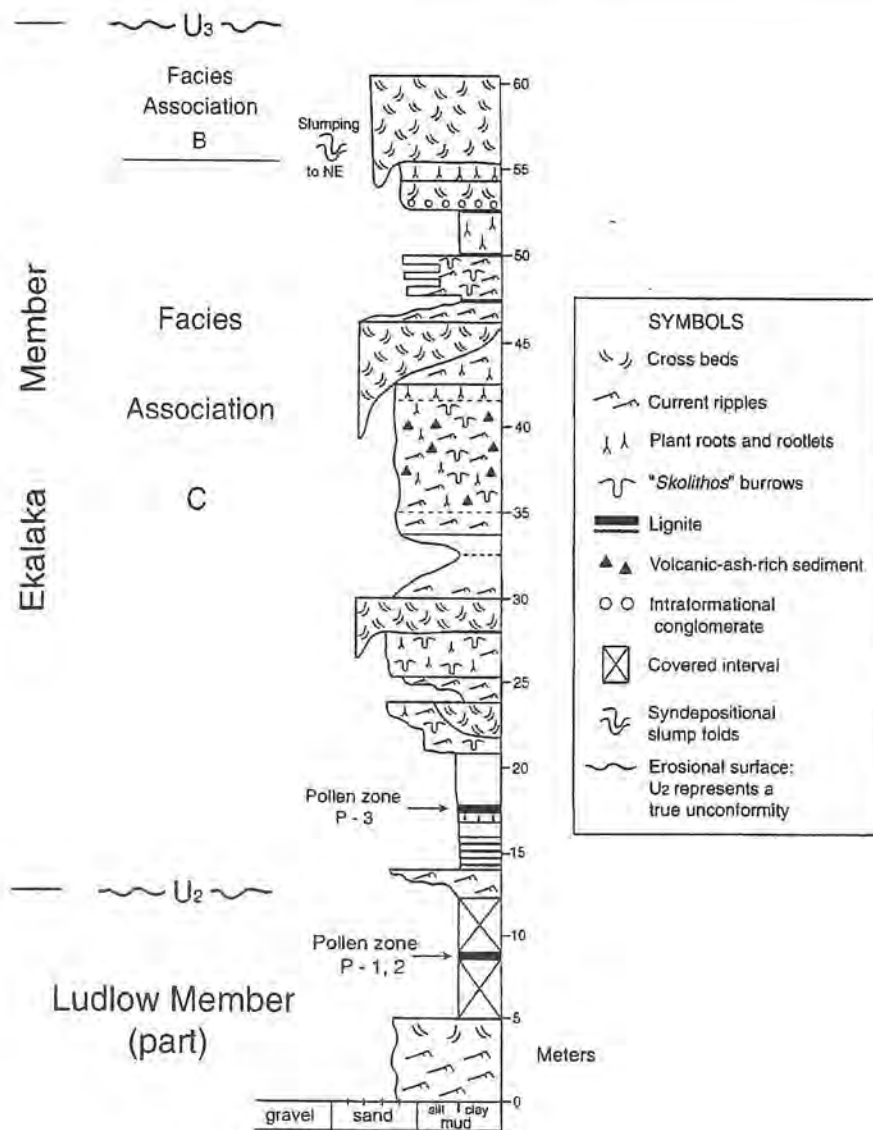 U3
Facies
Association
B
Slumping
to NE
Member
Ekalaka
Facies
Association
C
Pollen zone
P - 3
U2
Pollen zone
P - 1, 2
Ludlow Member
(part)
60
55
50
45
40
35
30
25
20
15
10
5
0
Meters
gravel
sand
silt
clay
mud
SYMBOLS
Cross beds
Current ripples
Plant roots and rootlets
"Skolithos" burrows
Lignite
Volcanic-ash-rich sediment
Intraformational
conglomerate
Covered interval
Syndepositional
slump folds
Erosional surface:
U2 represents a
true unconformity